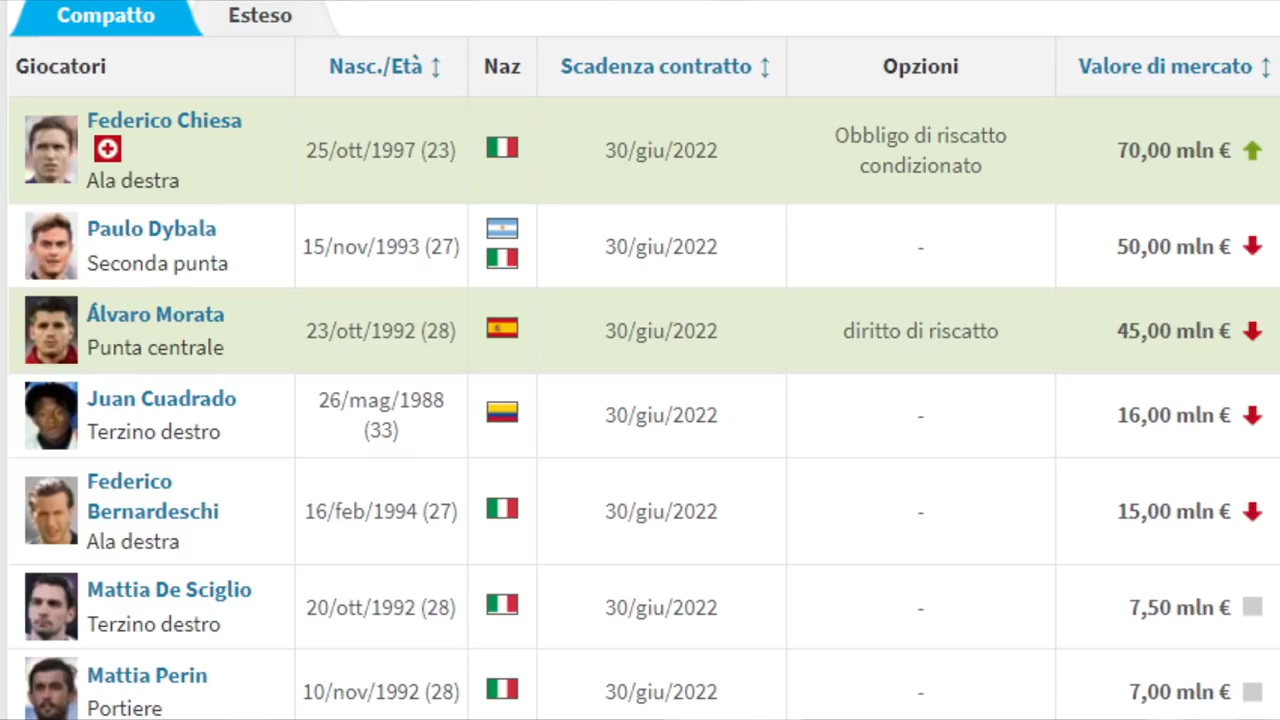 Compatto Esteso
Giocatori Nasc./Età Naz Scadenza contratto Opzioni Valore di mercato
Federico Chiesa
Ala destra
25/ott/1997 (23)
30/giu/2022
Obbligo di riscatto
condizionato
70,00 mln €
Paulo Dybala
Seconda punta
15/nov/1993 (27)
30/giu/2022
-
50,00 mln €
Álvaro Morata
Punta centrale
23/ott/1992 (28)
30/giu/2022
diritto di riscatto
45,00 mln €
Juan Cuadrado
Terzino destro
26/mag/1988
(33)
30/giu/2022
-
16,00 mln €
Federico
Bernardeschi
Ala destra
16/feb/1994 (27)
30/giu/2022
-
15,00 mln €
Mattia De Sciglio
Terzino destro
20/ott/1992 (28)
30/giu/2022
-
7,50 mln €
Mattia Perin
Portiere
10/nov/1992 (28)
30/giu/2022
-
7,00 mln €